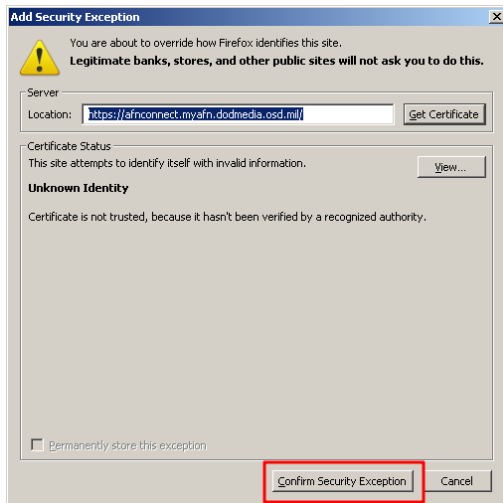 Add Security Exception
You are about to override how Firefox identifies this site.
Legitimate banks, stores, and other public sites will not ask you to do this.
Server
Location: https://afnconnect.myafn.dodmedia.osd.mil/ Get Certificate
Certificate Status
This site attempts to identify itself with invalid information. View...
Unknown Identity
Certificate is not trusted, because it hasn't been verified by a recognized authority.
Permanently store this exception
Confirm Security Exception Cancel